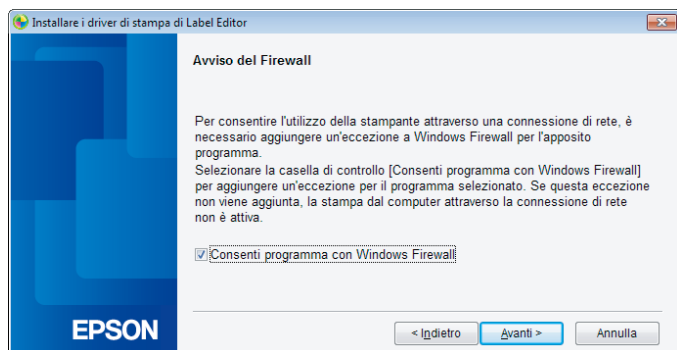 Installare i driver di stampa di Label Editor
Avviso del Firewall
Per consentire l'utilizzo della stampante attraverso una connessione di rete, è
necessario aggiungere un'eccezione a Windows Firewall per l'apposito
programma.
Selezionare la casella di controllo [Consenti programma con Windows Firewall]
per aggiungere un'eccezione per il programma selezionato. Se questa eccezione
non viene aggiunta, la stampa dal computer attraverso la connessione di rete
non è attiva.
Consenti programma con Windows Firewall
EPSON
< Indietro
Avanti >
Annulla